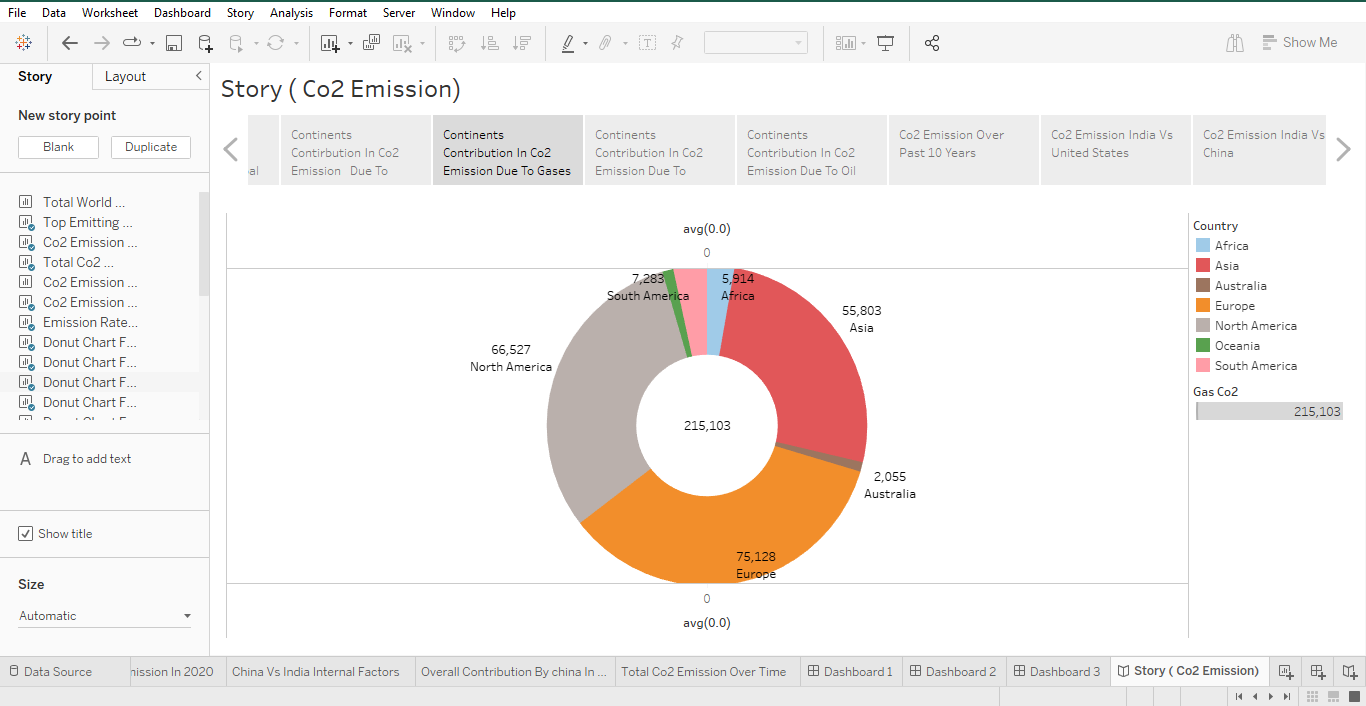 File Data Worksheet Dashboard Story Analysis Format Server Window Help
Show Me
Story Layout
New story point
Blank Duplicate
Total World ...
Top Emitting ...
Co2 Emission ...
Total Co2 ...
Co2 Emission ...
Co2 Emission ...
Emission Rate...
Donut Chart F...
Donut Chart F...
Donut Chart F...
Donut Chart F...
A Drag to add text
Show title
Size
Automatic
Story ( Co2 Emission)
al
Continents
Contirbution In Co2
Emission Due To
Continents
Contribution In Co2
Emission Due To Gases
Continents
Contribution In Co2
Emission Due To
Continents
Contribution In Co2
Emission Due To Oil
Co2 Emission Over
Past 10 Years
Co2 Emission India Vs
United States
Co2 Emission India Vs
China
avg(0.0)
0
7,283
South America
5,914
Africa
55,803
Asia
66,527
North America
215,103
2,055
Australia
75,128
Europe
0
avg(0.0)
Country
Africa
Asia
Australia
Europe
North America
Oceania
South America
Gas Co2
215,103
Data Source nission In 2020 China Vs India Internal Factors Overall Contribution By china In ... Total Co2 Emission Over Time Dashboard 1 Dashboard 2 Dashboard 3 Story ( Co2 Emission)